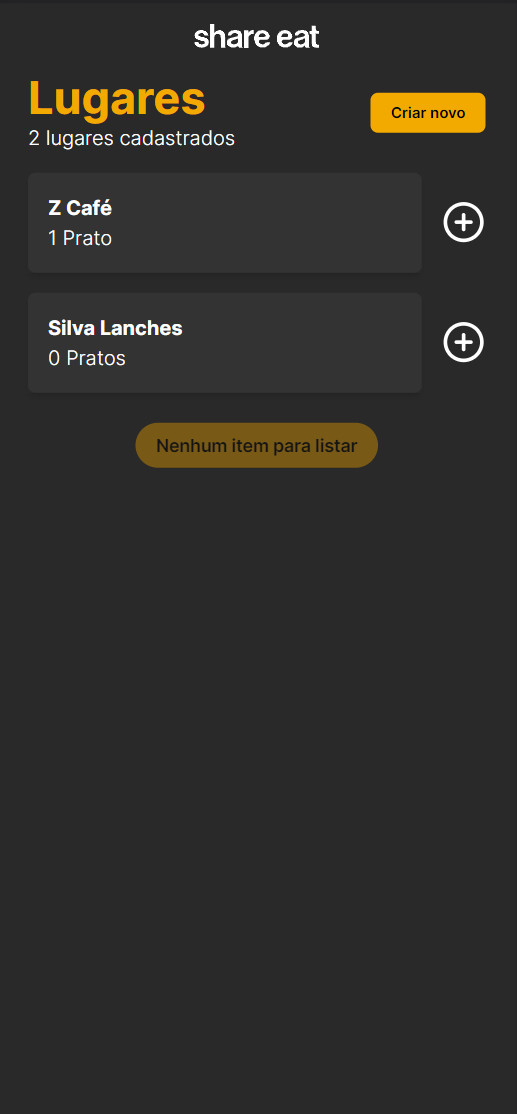 share eat
Lugares
2 lugares cadastrados
Criar novo
Z Café
1 Prato
Silva Lanches
0 Pratos
Nenhum item para listar